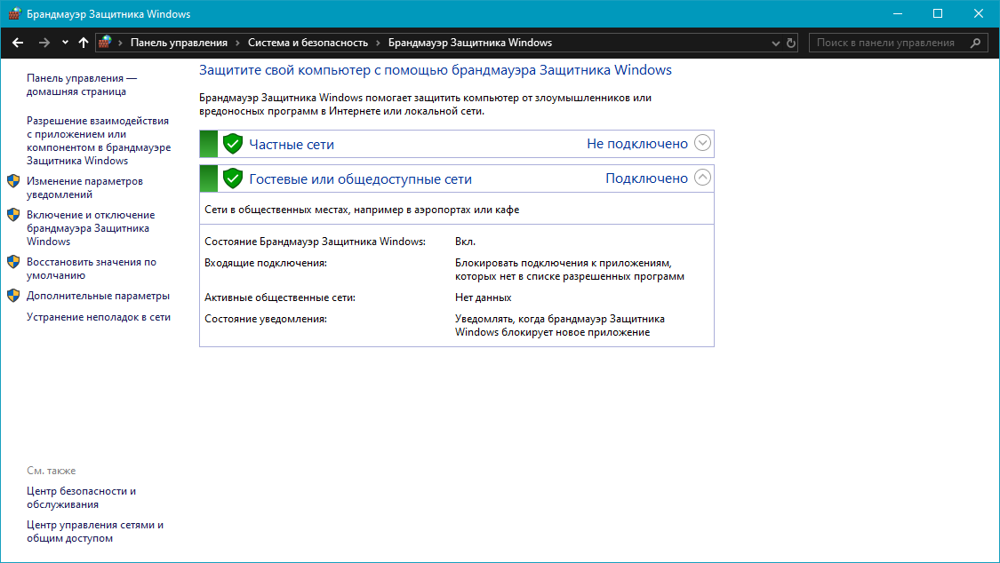 Брандмауэр Защитника Windows
Панель управления
Система и безопасность
Брандмауэр Защитника Windows
Поиск в панели управления
Панель управления —
домашняя страница
Разрешение взаимодействия
с приложением или
компонентом в брандмауэре
Защитника Windows
Изменение параметров
уведомлений
Включение и отключение
брандмауэра Защитника
Windows
Восстановить значения по
умолчанию
Дополнительные параметры
Устранение неполадок в сети
См. также
Центр безопасности и
обслуживания
Центр управления сетями и
общим доступом
Защитите свой компьютер с помощью брандмауэра Защитника Windows
Брандмауэр Защитника Windows помогает защитить компьютер от злоумышленников или
вредоносных программ в Интернете или локальной сети.
Частные сети
Не подключено
Гостевые или общедоступные сети
Подключено
Сети в общественных местах, например в аэропортах или кафе
Состояние Брандмауэр Защитника Windows:
Вкл.
Входящие подключения:
Блокировать подключения к приложениям,
которых нет в списке разрешенных программ
Активные общественные сети:
Нет данных
Состояние уведомления:
Уведомлять, когда брандмауэр Защитника
Windows блокирует новое приложение